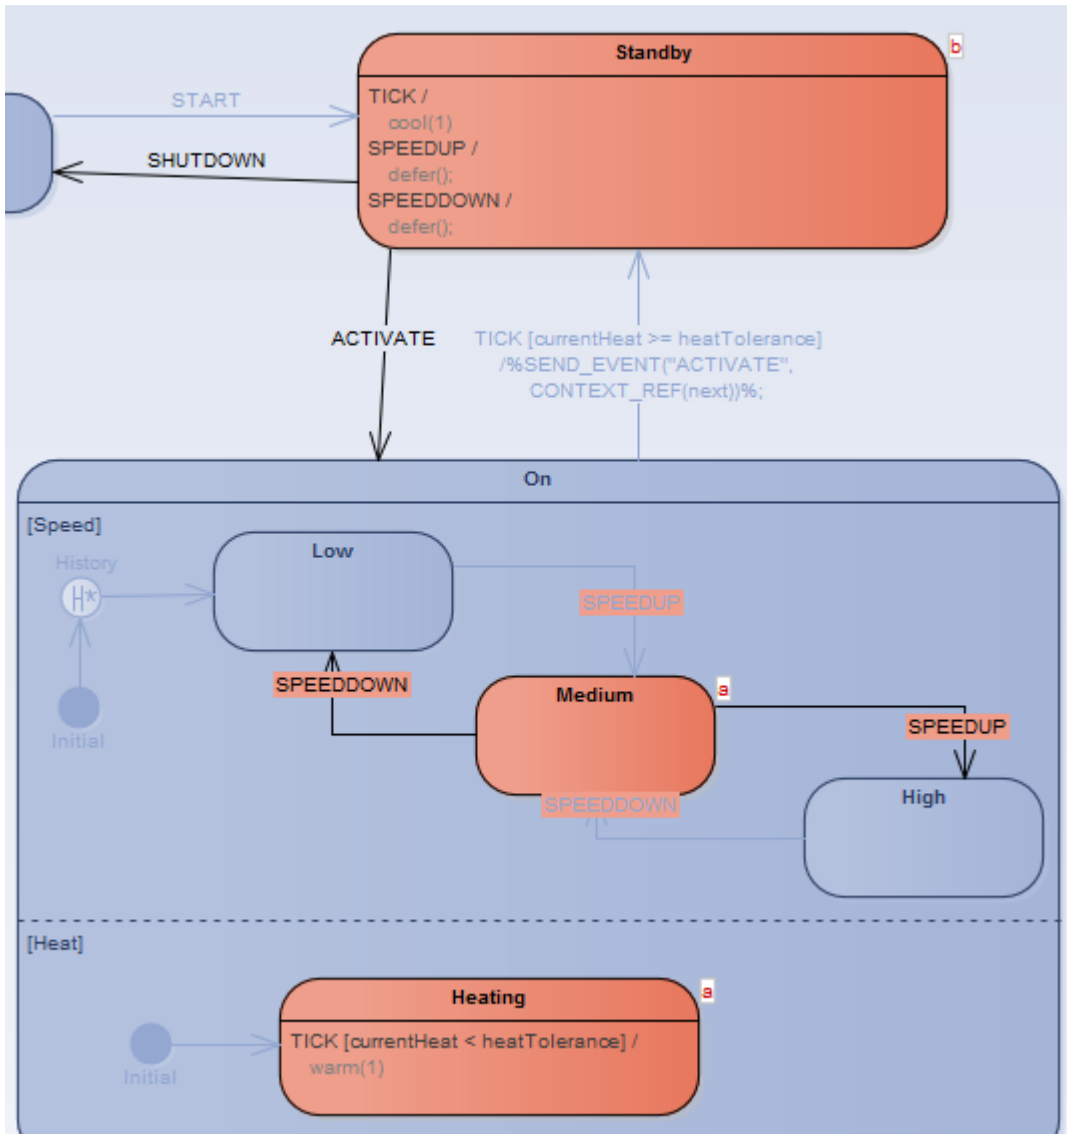 Standby
b
TICK /
cool(1)
SPEEDUP /
defer();
SPEEDDOWN /
defer();
START
SHUTDOWN
ACTIVATE
TICK [currentHeat >= heatTolerance]
/%SEND_EVENT("ACTIVATE",
CONTEXT_REF(next))%;
On
[Speed]
History
H*
Low
SPEEDUP
SPEEDDOWN
Medium
a
SPEEDUP
Initial
SPEEDDOWN
High
[Heat]
Heating
a
TICK [currentHeat < heatTolerance] /
warm(1)
Initial